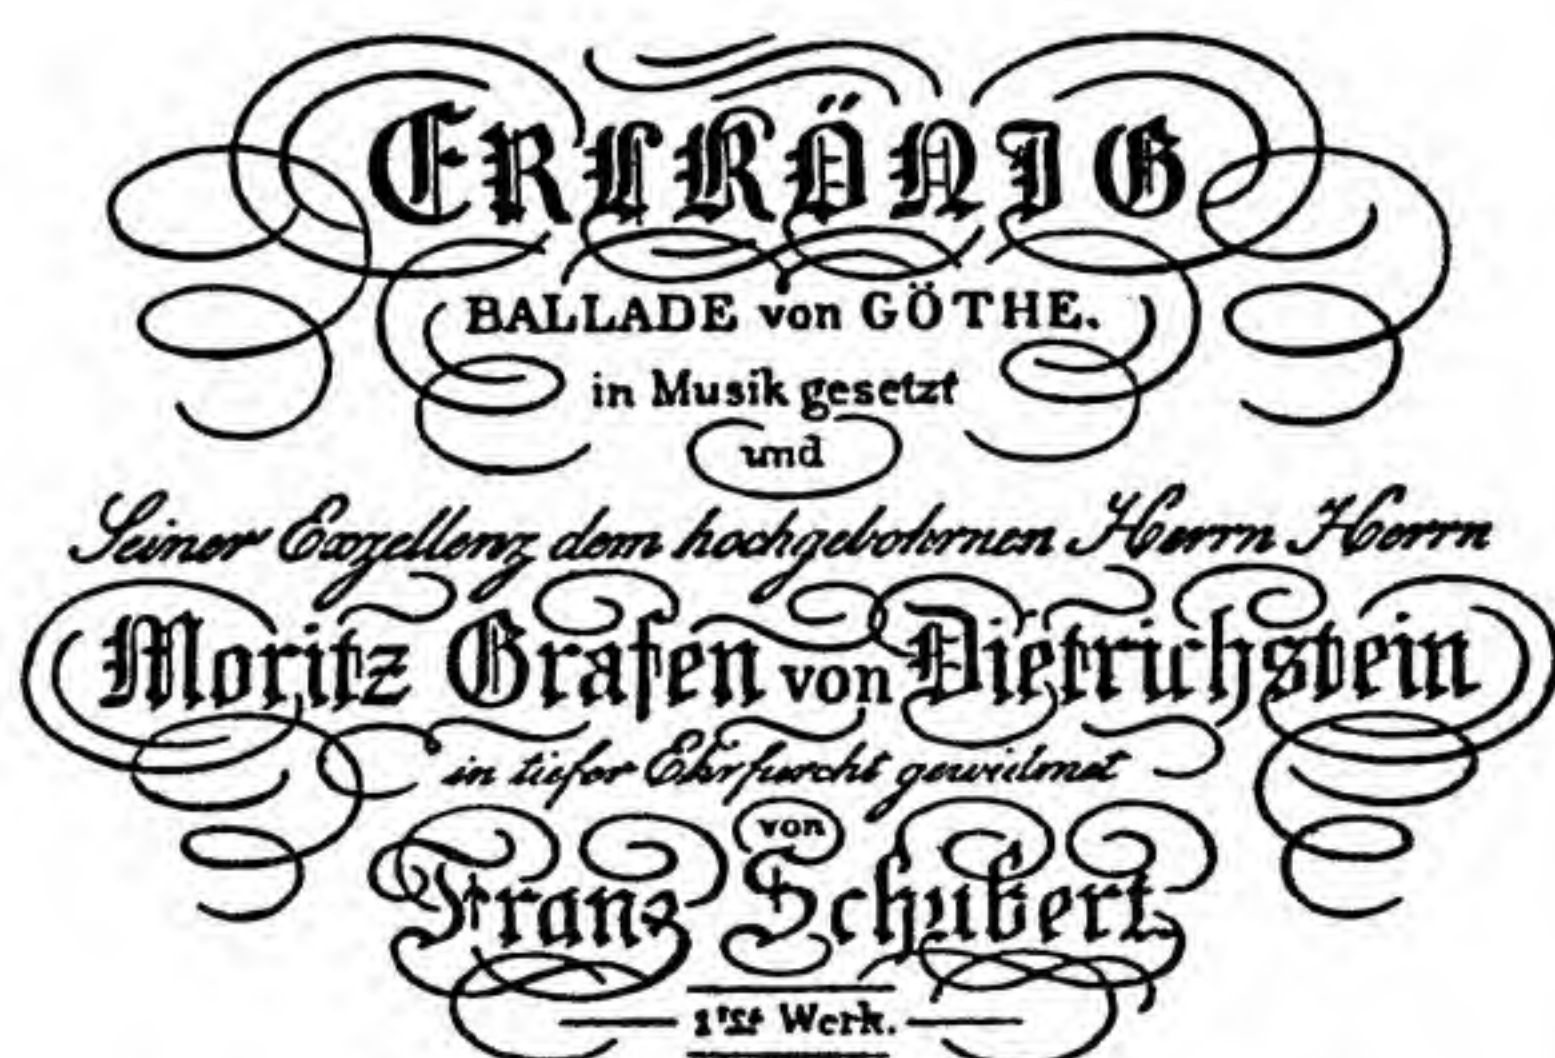 ERLKÖNIG
BALLADE von GÖTHE.
in Musik gesetzt
und
Seiner Exzellenz dem hochgebohrnen Herrn Herrn
Moritz Grafen von Dietrichstein
in tiefer Ehrfurcht gewidmet
von
Franz Schubert
1tes Werk.